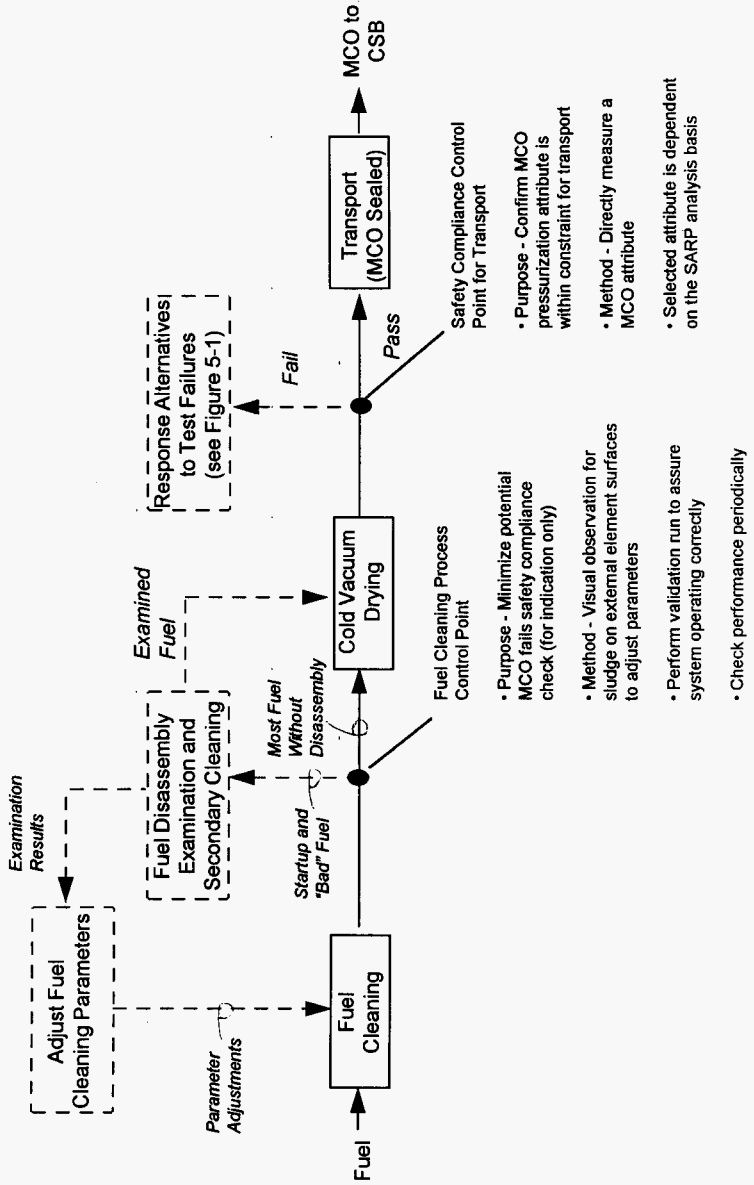 Adjust Fuel
Cleaning Parameters
Examination
Results
Parameter
Adjustments
Fuel Disassembly
Examination and
Secondary Cleaning
Examined
Fuel
Startup and
"Bad" Fuel
Most Fuel
Without
Disassembly
Response Alternatives
to Test Failures
(see Figure 5-1)
Fail
Pass
Fuel
Fuel
Cleaning
Cold Vacuum
Drying
Transport
(MCO Sealed)
MCO to
CSB
Fuel Cleaning Process
Control Point
• Purpose - Minimize potential
MCO fails safety compliance
check (for indication only)
• Method - Visual observation for
sludge on external element surfaces
to adjust parameters
• Perform validation run to assure
system operating correctly
• Check performance periodically
Safety Compliance Control
Point for Transport
• Purpose - Confirm MCO
pressurization attribute is
within constraint for transport
• Method - Directly measure a
MCO attribute
• Selected attribute is dependent
on the SARP analysis basis